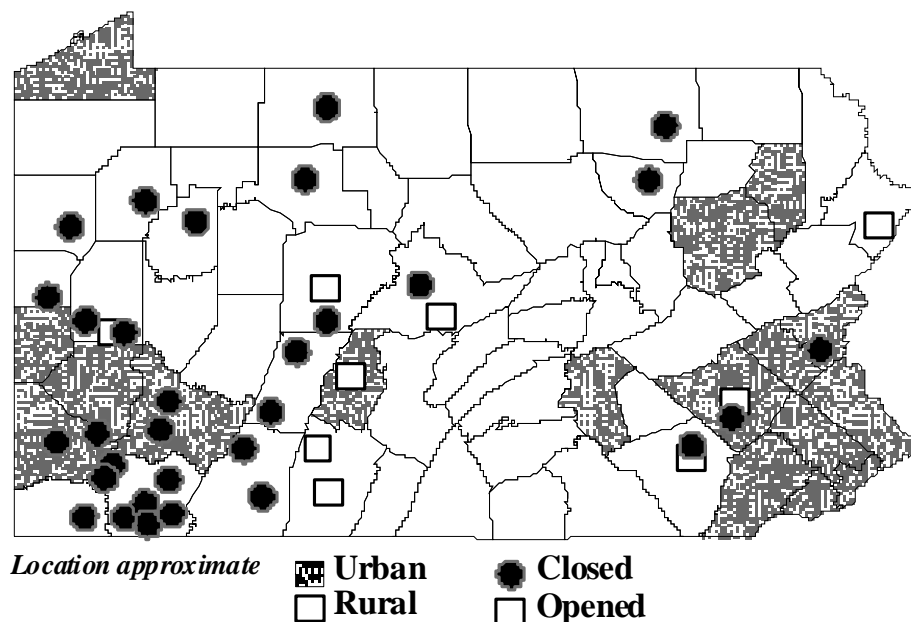 Location approximate
Urban
Closed
Rural
Opened